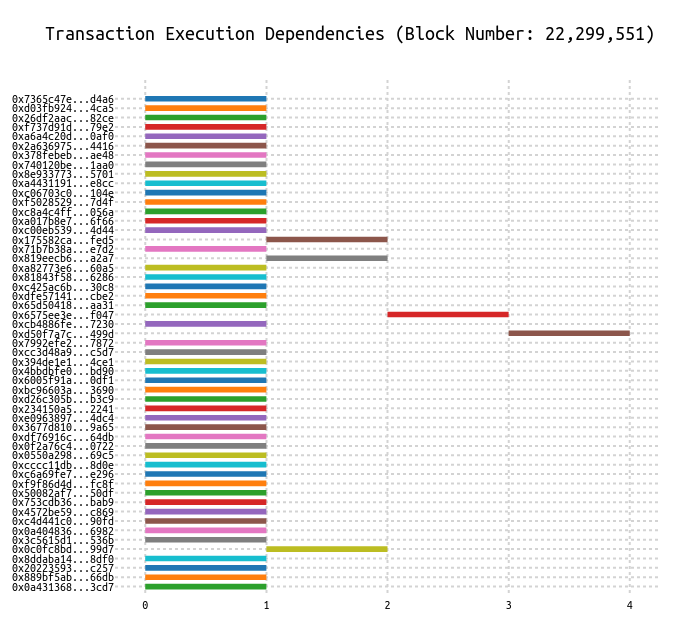 Transaction Execution Dependencies (Block Number: 22,299,551)
0x7365c47e...d4a6
0xd03fb924...4ca5
0x26df2aac...82ce
0xf737d91d...79e2
0xa6a4c20d...0af0
0x2a636975...4416
0x378febeb...ae48
0x740120be...1aa0
0x8e933773...5701
0xa4431191...e8cc
0xc06703c0...104e
0xf5028529...7d4f
0xc8a4c4ff...056a
0xa017b8e7...6f66
0xc00eb539...4d44
0x175582ca...fed5
0x71b7b38a...e7d2
0x819eecb6...a2a7
0xa82773e6...60a5
0x81843f58...6286
0xc425ac6b...30c8
0xdfe57141...cbe2
0x65d50418...aa31
0x6575ee3e...f047
0xcb4886fe...7230
0xd50f7a7c...499d
0x7992efe2...7872
0xcc3d48a9...c5d7
0x394de1e1...4ce1
0x4bbdbfe0...bd90
0x6005f91a...0df1
0xbc96603a...3690
0xd26c305b...b3c9
0x234150a5...2241
0xe0963897...4dc4
0x3677d810...9a65
0xdf76916c...64db
0x0f2a76c4...0722
0x0550a298...69c5
0xcccc11db...8d0e
0xc6a69fe7...e296
0xf9f86d4d...fc8f
0x50082af7...50df
0x753cdb36...bab9
0x4572be59...c869
0xc4d441c0...90fd
0x0a404836...6982
0x3c5615d1...536b
0x0c0fc8bd...99d7
0x8ddaba14...8df0
0x20223593...c257
0x889bf5ab...66db
0x0a431368...3cd7
0 1 2 3 4